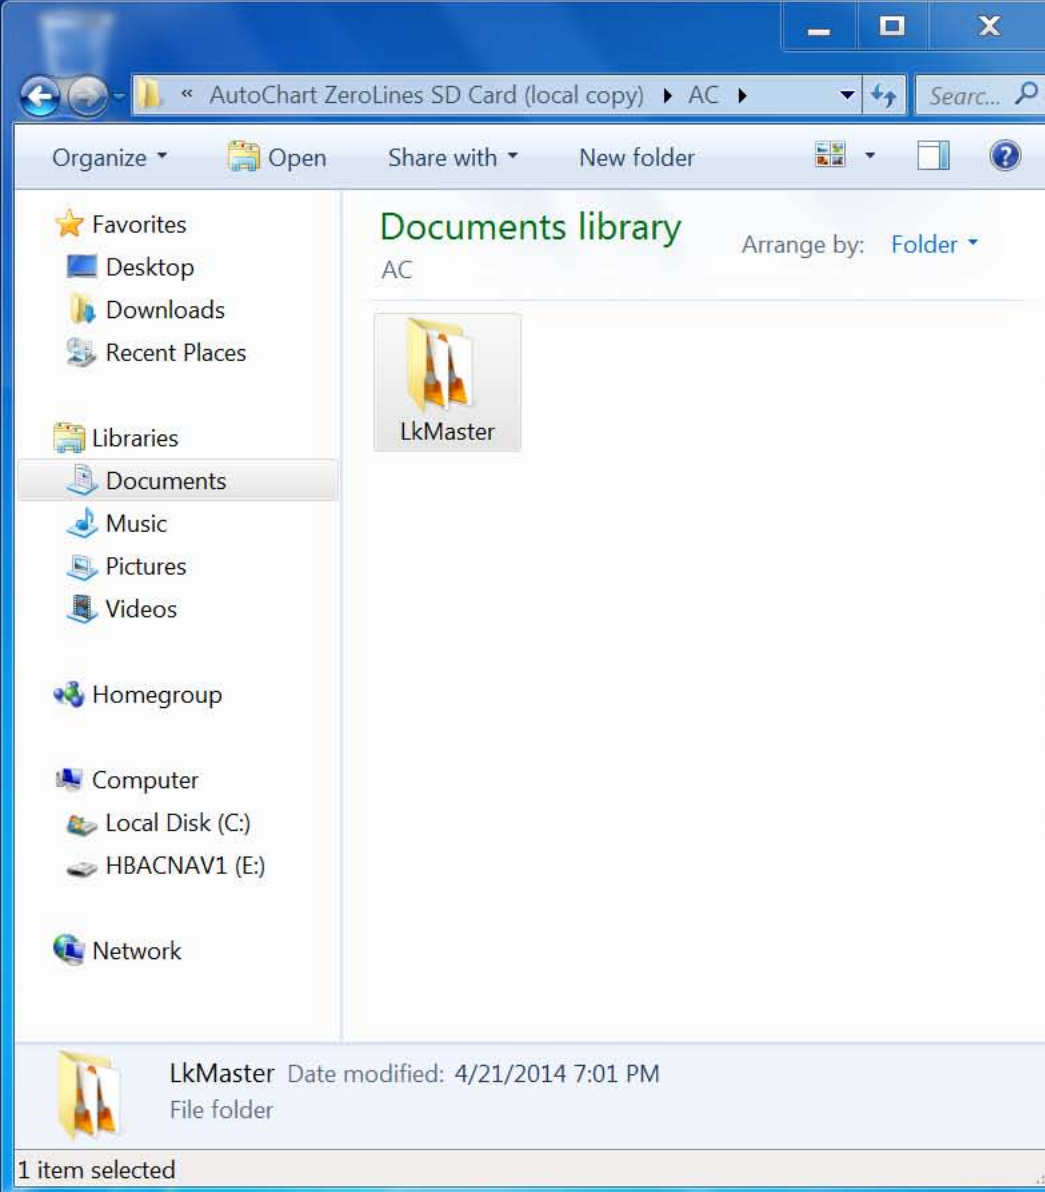 « AutoChart ZeroLines SD Card (local copy) AC
Searc...
Organize Open Share with New folder
Favorites
Desktop
Downloads
Recent Places
Libraries
Documents
Music
Pictures
Videos
Homegroup
Computer
Local Disk (C:)
HBACNAV1 (E:)
Network
Documents library
AC
Arrange by: Folder
LkMaster
LkMaster Date modified: 4/21/2014 7:01 PM
File folder
1 item selected